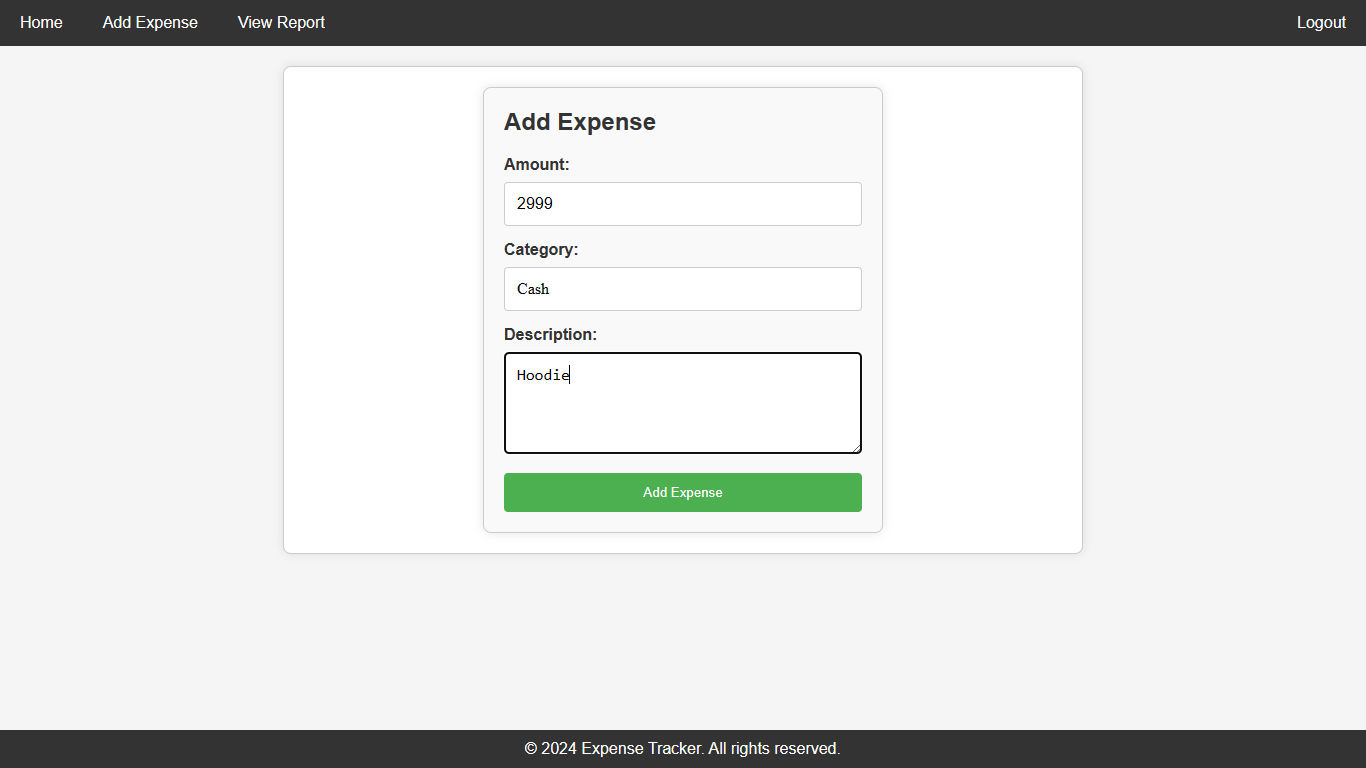 Home Add Expense View Report Logout
Add Expense
Amount:
2999
Category:
Cash
Description:
Hoodie
Add Expense
© 2024 Expense Tracker. All rights reserved.